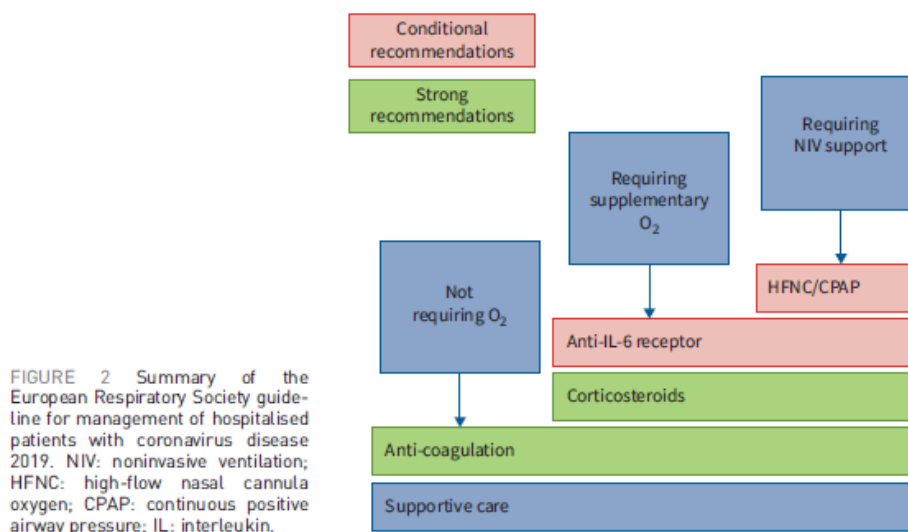 Conditional
recommendations
Strong
recommendations
Requiring
NIV support
Requiring
supplementary
O₂
Not
requiring O₂
HFNC/CPAP
Anti-IL-6 receptor
Corticosteroids
Anti-coagulation
Supportive care
FIGURE 2 Summary of the
European Respiratory Society guide-
line for management of hospitalised
patients with coronavirus disease
2019. NIV: noninvasive ventilation;
HFNC: high-flow nasal cannula
oxygen; CPAP: continuous positive
airway pressure; IL: interleukin.